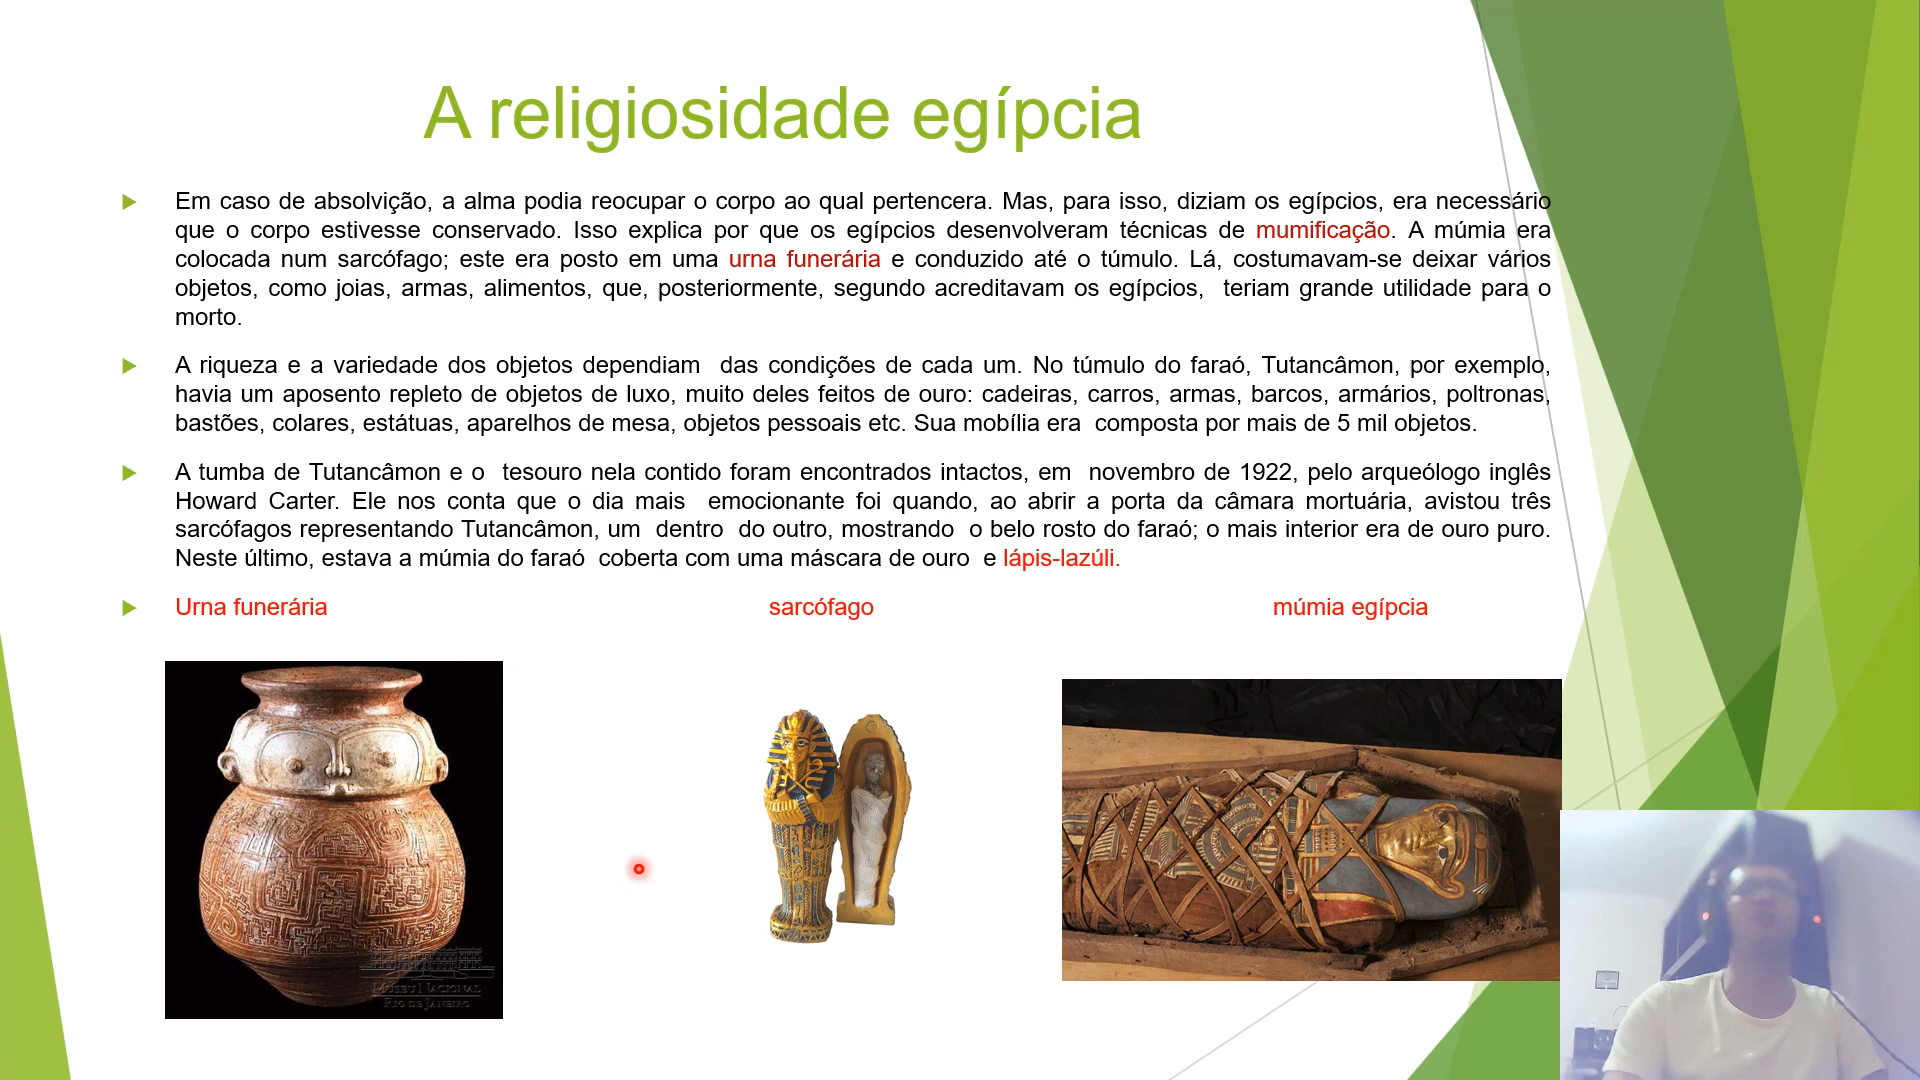 A religiosidade egípcia
Em caso de absolvição, a alma podia reocupar o corpo ao qual pertencera. Mas, para isso, diziam os egípcios, era necessário
que o corpo estivesse conservado. Isso explica por que os egípcios desenvolveram técnicas de mumificação. A múmia era
colocada num sarcófago; este era posto em uma urna funerária e conduzido até o túmulo. Lá, costumavam-se deixar vários
objetos, como joias, armas, alimentos, que, posteriormente, segundo acreditavam os egípcios, teriam grande utilidade para o
morto.
A riqueza e a variedade dos objetos dependiam das condições de cada um. No túmulo do faraó, Tutancâmon, por exemplo,
havia um aposento repleto de objetos de luxo, muito deles feitos de ouro: cadeiras, carros, armas, barcos, armários, poltronas,
bastões, colares, estátuas, aparelhos de mesa, objetos pessoais etc. Sua mobília era composta por mais de 5 mil objetos.
A tumba de Tutancâmon e o tesouro nela contido foram encontrados intactos, em novembro de 1922, pelo arqueólogo inglês
Howard Carter. Ele nos conta que o dia mais emocionante foi quando, ao abrir a porta da câmara mortuária, avistou três
sarcófagos representando Tutancâmon, um dentro do outro, mostrando o belo rosto do faraó; o mais interior era de ouro puro.
Neste último, estava a múmia do faraó coberta com uma máscara de ouro e lápis-lazúli.
Urna funerária sarcófago múmia egípcia
Museu Nacional
Rio de Janeiro